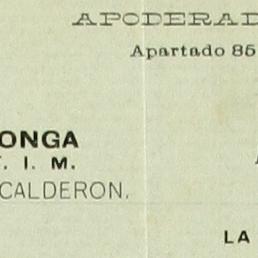 APODERAD
Apartado 85
ONGA
. I. M.
CALDERON.
LA